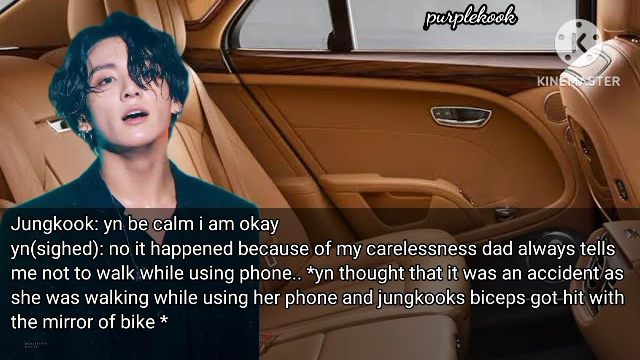 purplekook
KINEMASTER
Jungkook: yn be calm i am okay
yn(sighed): no it happened because of my carelessness dad always tells
me not to walk while using phone.. *yn thought that it was an accident as
she was walking while using her phone and jungkooks biceps got hit with
the mirror of bike *